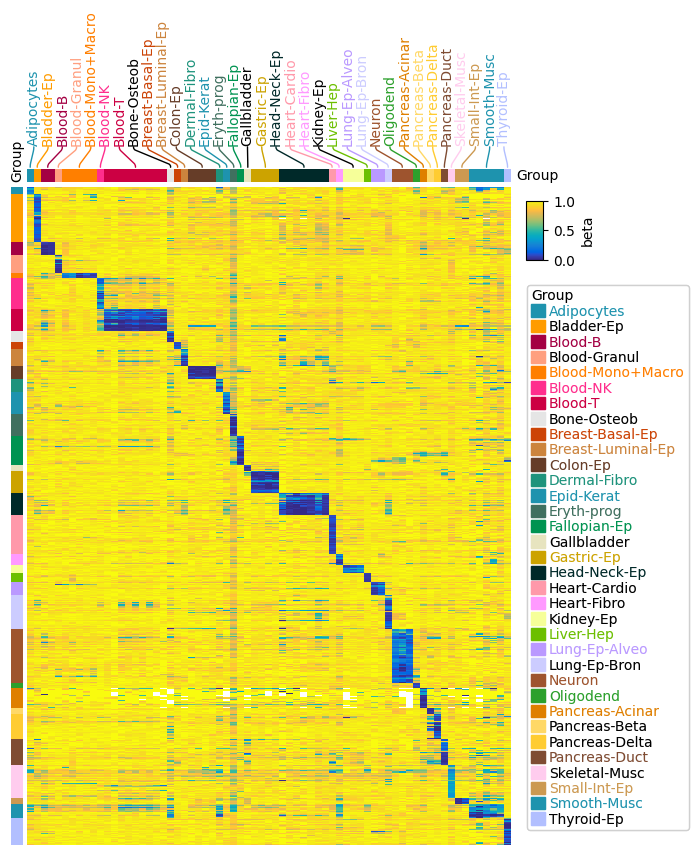 Adipocytes
Bladder-Ep
Blood-B
Blood-Granul
Blood-Mono+Macro
Blood-NK
Blood-T
Bone-Osteob
Breast-Basal-Ep
Breast-Luminal-Ep
Colon-Ep
Dermal-Fibro
Epid-Kerat
Eryth-prog
Fallopian-Ep
Gallbladder
Gastric-Ep
Head-Neck-Ep
Heart-Cardio
Heart-Fibro
Kidney-Ep
Liver-Hep
Lung-Ep-Alveo
Lung-Ep-Bron
Neuron
Oligodend
Pancreas-Acinar
Pancreas-Beta
Pancreas-Delta
Pancreas-Duct
Skeletal-Musc
Small-Int-Ep
Smooth-Musc
Thyroid-Ep
Group
Group
1.0
0.5
0.0
beta
Group
Adipocytes
Bladder-Ep
Blood-B
Blood-Granul
Blood-Mono+Macro
Blood-NK
Blood-T
Bone-Osteob
Breast-Basal-Ep
Breast-Luminal-Ep
Colon-Ep
Dermal-Fibro
Epid-Kerat
Eryth-prog
Fallopian-Ep
Gallbladder
Gastric-Ep
Head-Neck-Ep
Heart-Cardio
Heart-Fibro
Kidney-Ep
Liver-Hep
Lung-Ep-Alveo
Lung-Ep-Bron
Neuron
Oligodend
Pancreas-Acinar
Pancreas-Beta
Pancreas-Delta
Pancreas-Duct
Skeletal-Musc
Small-Int-Ep
Smooth-Musc
Thyroid-Ep